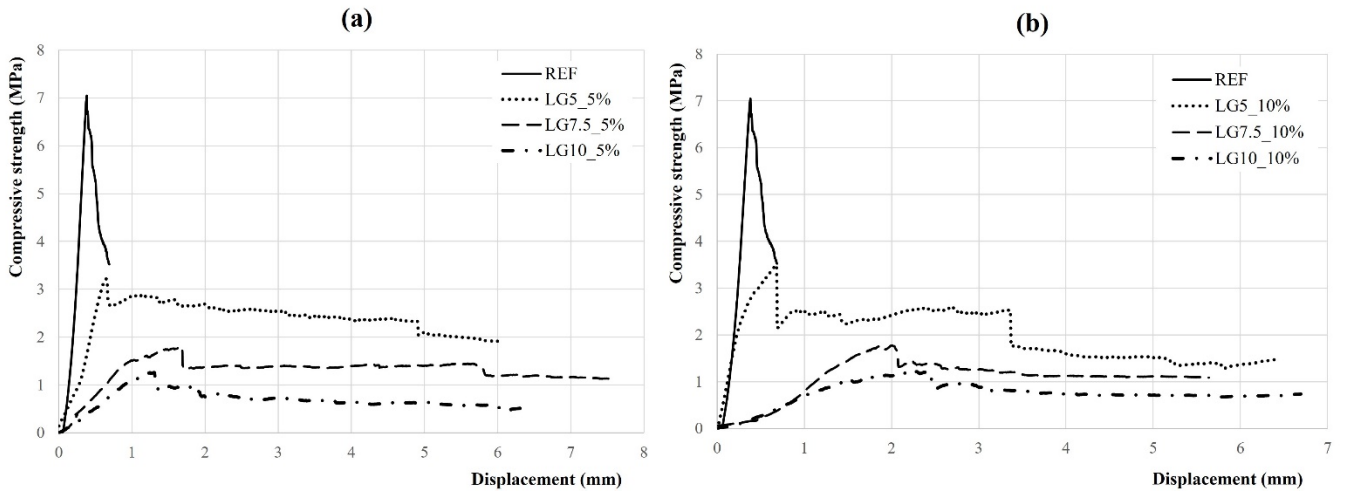 (a)
Compressive strength (MPa)
8
7
6
5
4
3
2
1
0
0 1 2 3 4 5 6 7 8
Displacement (mm)
REF
LG5_5%
LG7.5_5%
LG10_5%
(b)
Compressive strength (MPa)
8
7
6
5
4
3
2
1
0
0 1 2 3 4 5 6 7
Displacement (mm)
REF
LG5_10%
LG7.5_10%
LG10_10%